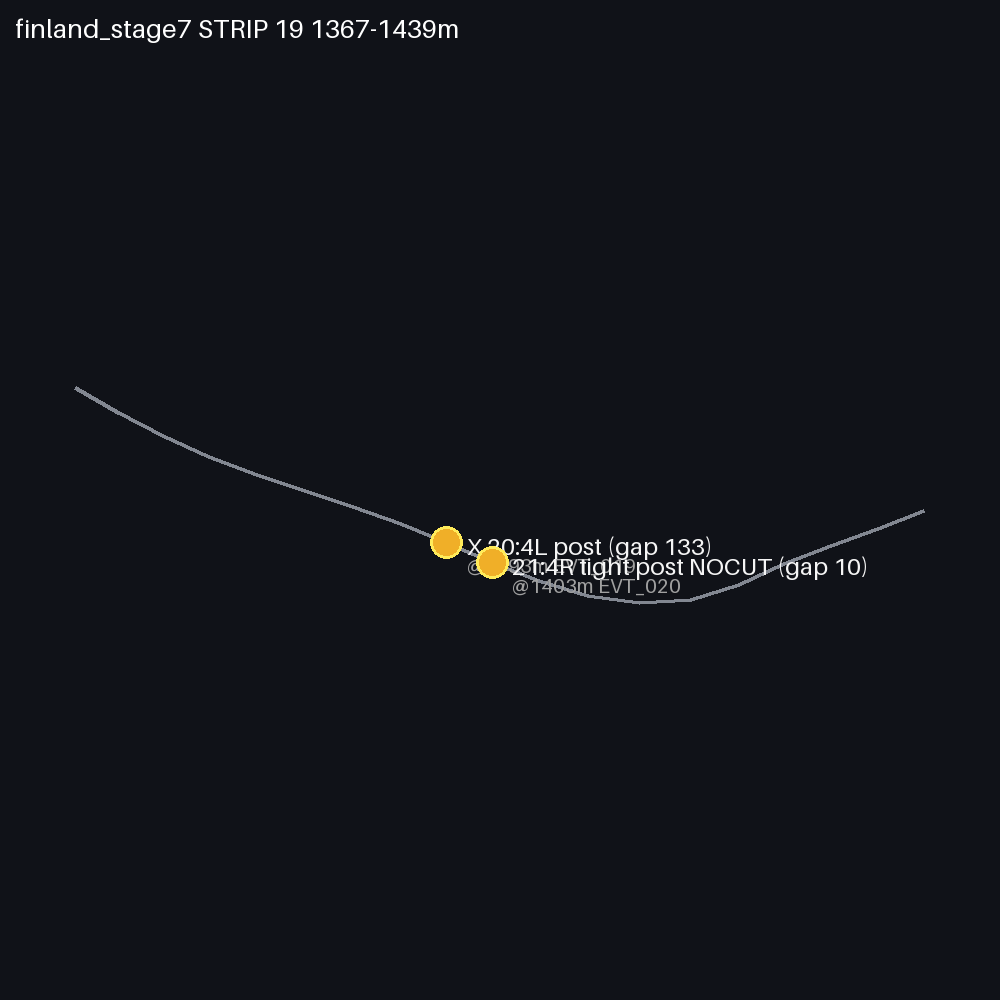 finland_stage7 STRIP 19 1367-1439m
X 20:4L post (gap 133)
21:4R tight post NOCUT (gap 10)
@1403m EVT_020